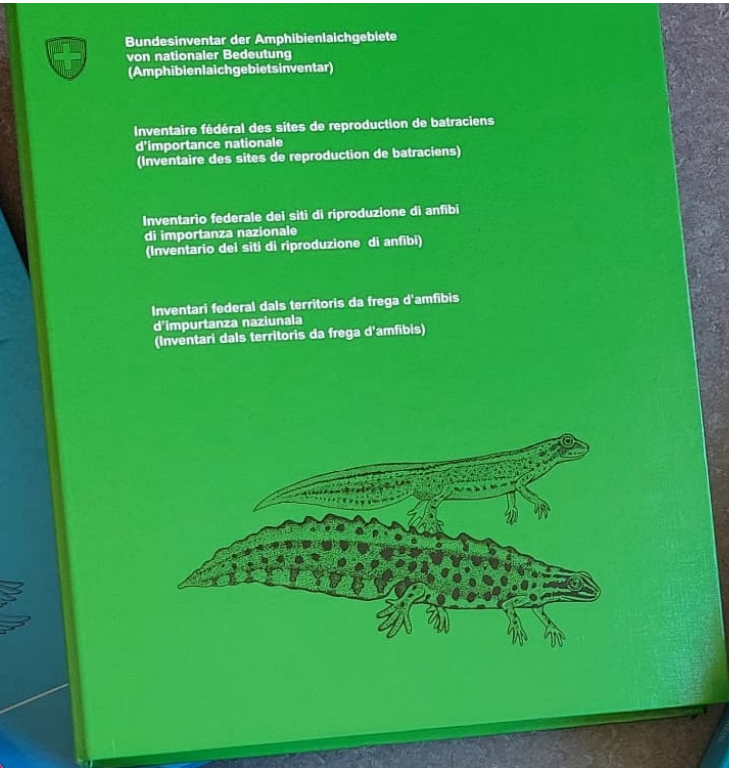 Bundesinventar der Amphibienlaichgebiete
von nationaler Bedeutung
(Amphibienlaichgebietsinventar)
Inventaire fédéral des sites de reproduction de batraciens
d'importance nationale
(Inventaire des sites de reproduction de batraciens)
Inventario federale dei siti di riproduzione di anfibi
di importanza nazionale
(Inventario dei siti di riproduzione di anfibi)
Inventari federal dals territoris da frega d'amfibis
d'impurtanza naziunala
(Inventari dals territoris da frega d'amfibis)